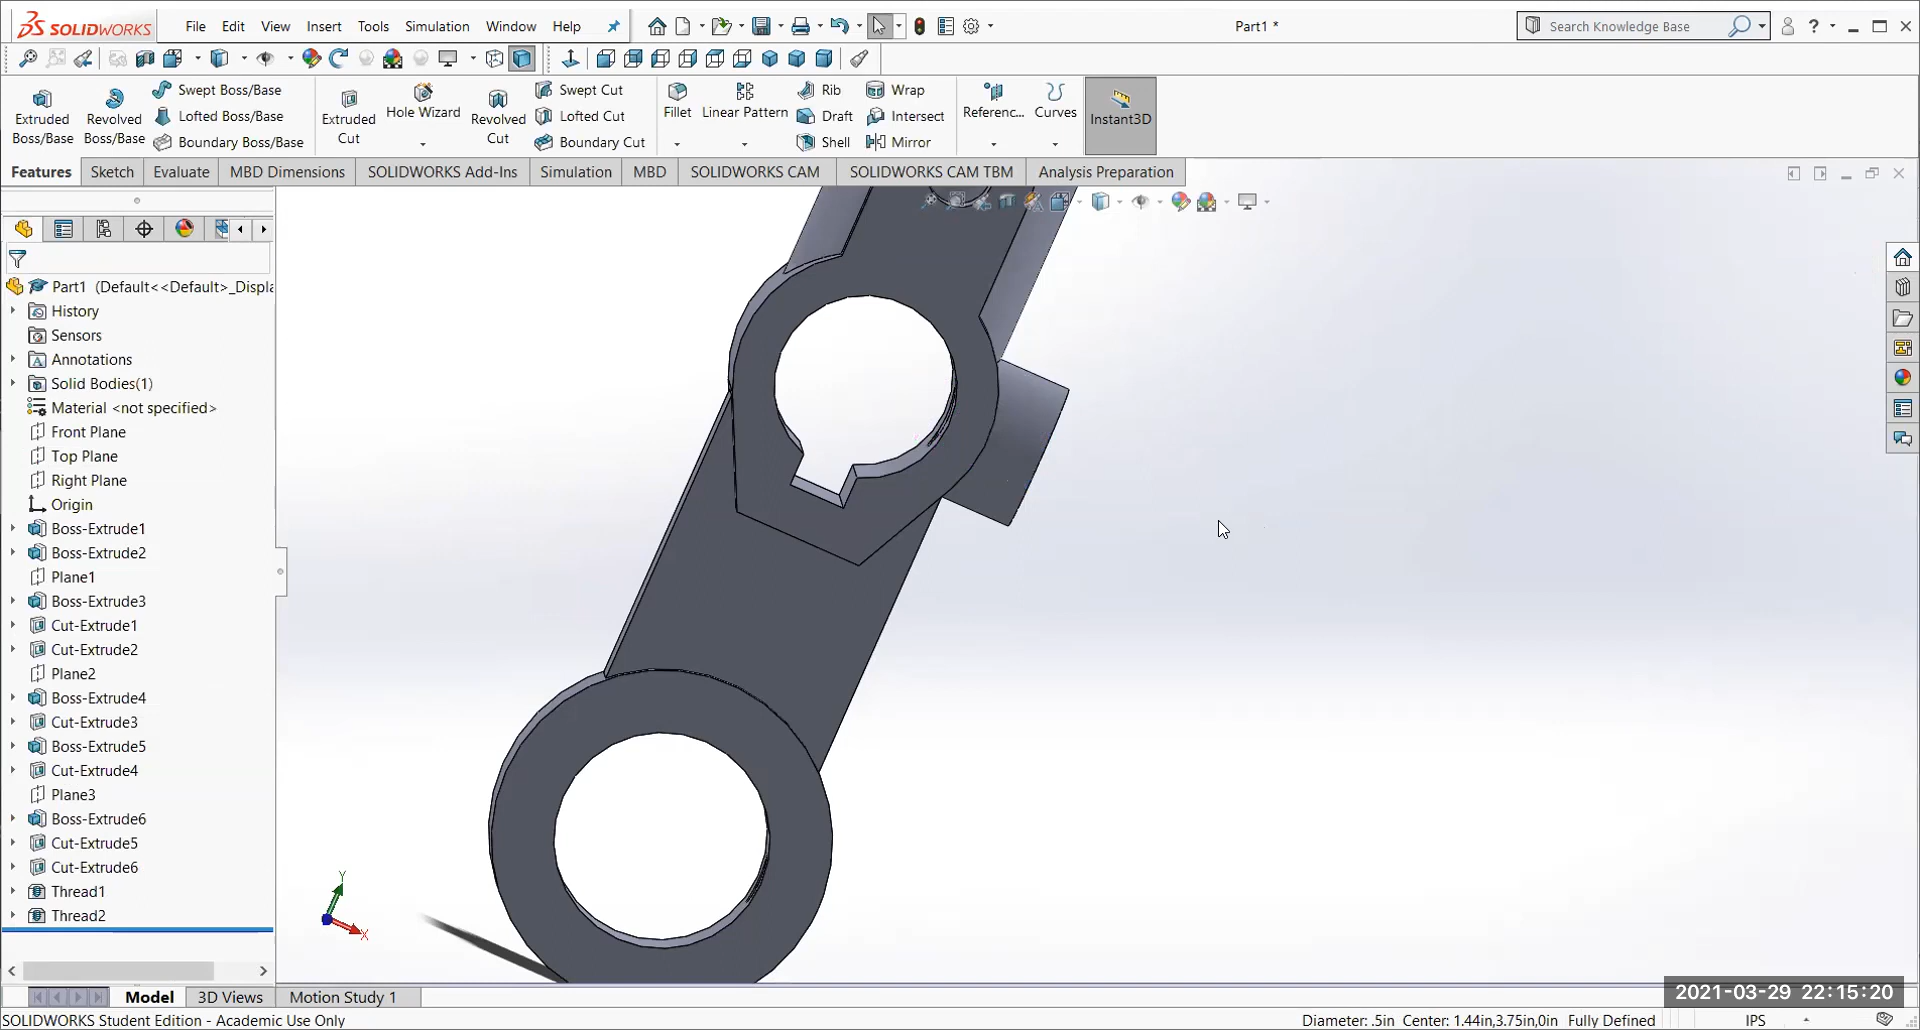 SOLIDWORKS File Edit View Insert Tools Simulation Window Help Part1 * Search Knowledge Base ?
Extruded Boss/Base
Revolved Boss/Base
Swept Boss/Base
Lofted Boss/Base
Boundary Boss/Base
Extruded Cut
Hole Wizard
Revolved Cut
Swept Cut
Lofted Cut
Boundary Cut
Fillet
Linear Pattern
Rib
Draft
Shell
Wrap
Intersect
Mirror
Referenc...
Curves
Instant3D
Features Sketch Evaluate MBD Dimensions SOLIDWORKS Add-Ins Simulation MBD SOLIDWORKS CAM SOLIDWORKS CAM TBM Analysis Preparation
Part1 (Default<<Default>_Displa
History
Sensors
Annotations
Solid Bodies(1)
Material <not specified>
Front Plane
Top Plane
Right Plane
Origin
Boss-Extrude1
Boss-Extrude2
Plane1
Boss-Extrude3
Cut-Extrude1
Cut-Extrude2
Plane2
Boss-Extrude4
Cut-Extrude3
Boss-Extrude5
Cut-Extrude4
Plane3
Boss-Extrude6
Cut-Extrude5
Cut-Extrude6
Thread1
Thread2
Y
X
Model 3D Views Motion Study 1
2021-03-29 22:15:20
SOLIDWORKS Student Edition - Academic Use Only Diameter: .5in Center: 1.44in,3.75in,0in Fully Defined IPS